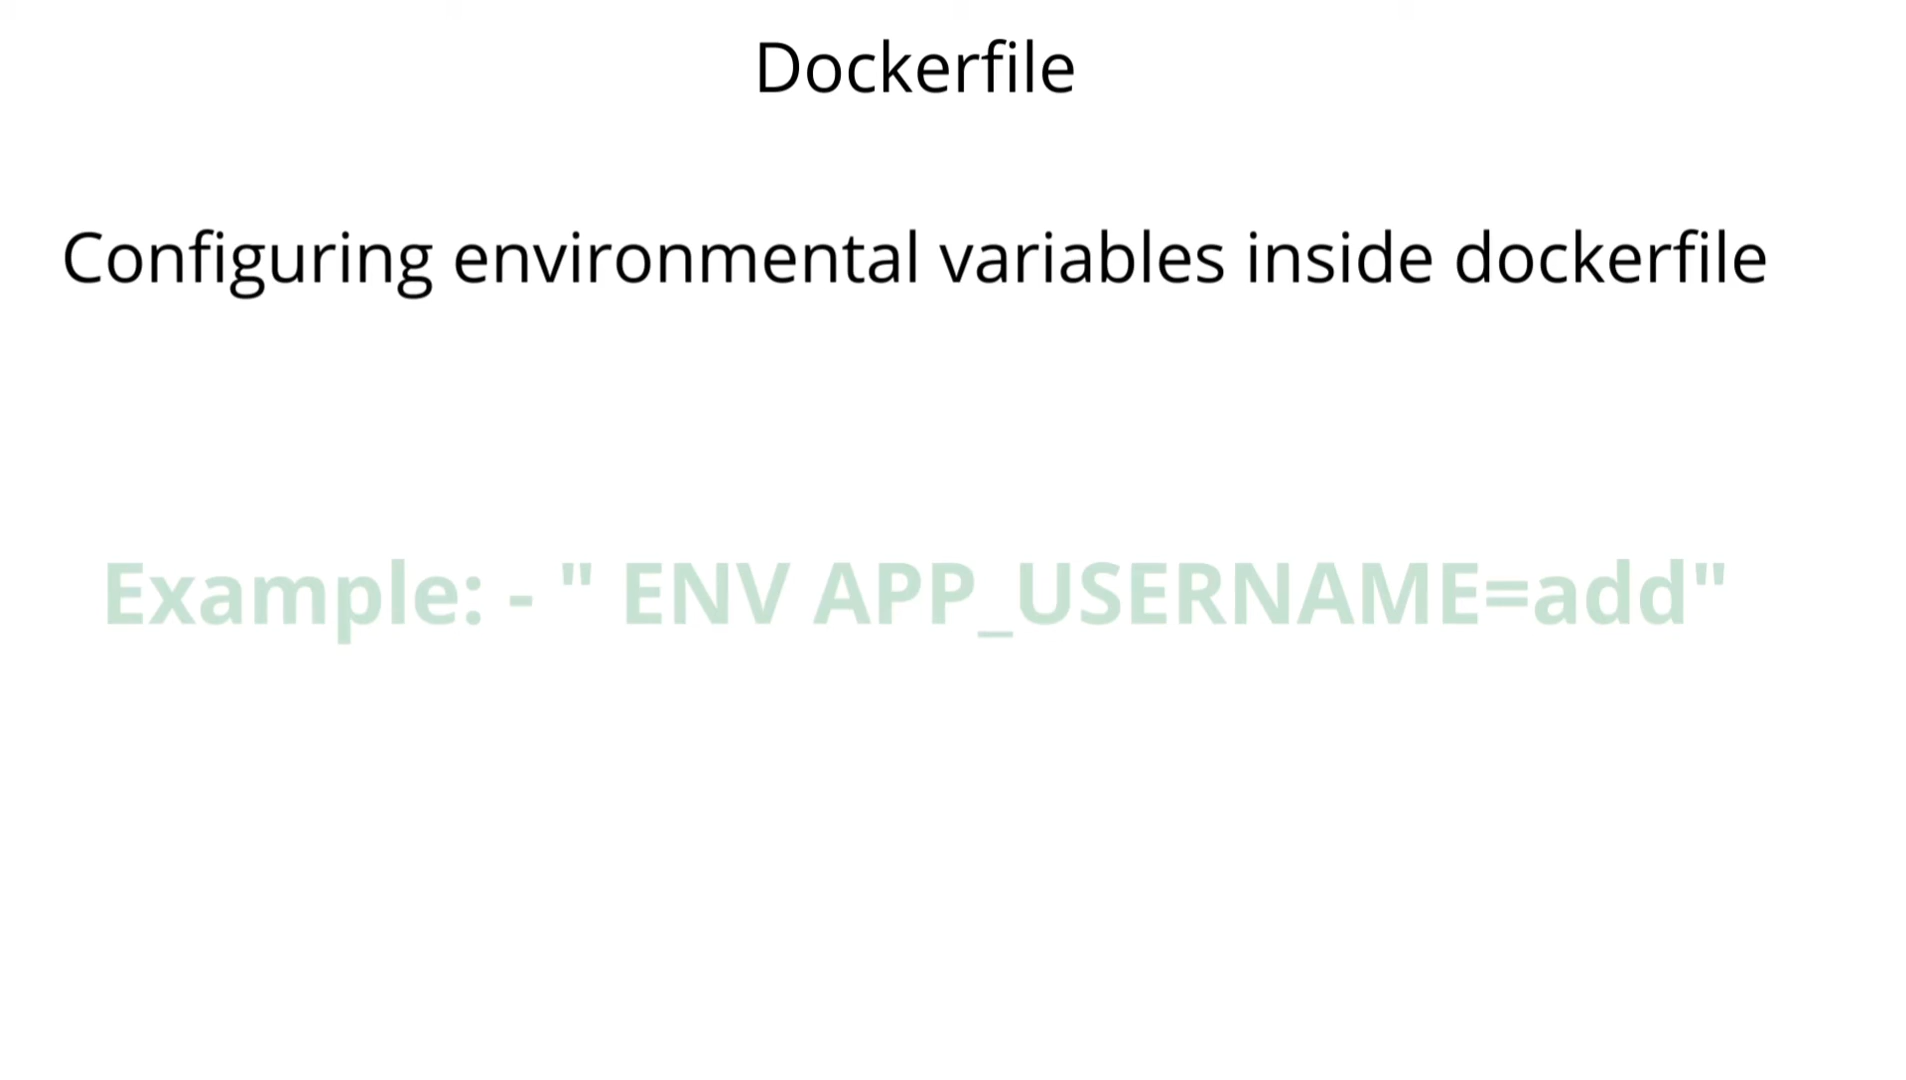 Dockerfile
Configuring environmental variables inside dockerfile
Example: - " ENV APP_USERNAME=add"